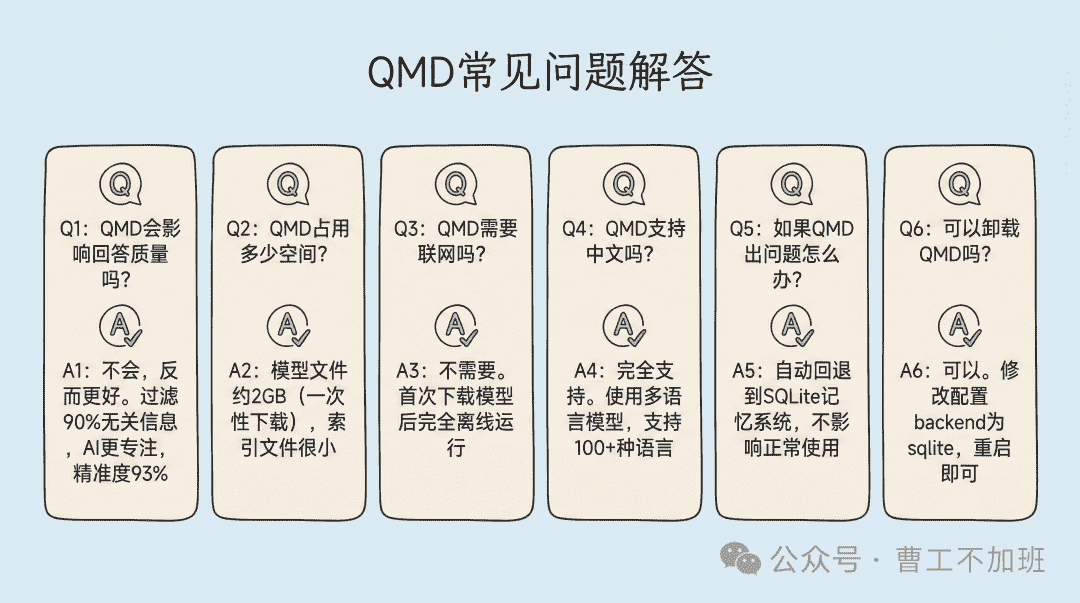 QMD常见问题解答
Q
Q1：QMD会影
响回答质量
吗？
A
A1：不会，反
而更好。过滤
90%无关信息
，AI更专注，
精准度93%
Q
Q2：QMD占用
多少空间？
A
A2：模型文件
约2GB（一次
性下载），索
引文件很小
Q
Q3：QMD需要
联网吗？
A
A3：不需要。
首次下载模型
后完全离线运
行
Q
Q4：QMD支持
中文吗？
A
A4：完全支
持。使用多语
言模型，支持
100+种语言
Q
Q5：如果QMD
出问题怎么
办？
A
A5：自动回退
到SQLite记
忆系统，不影
响正常使用
Q
Q6：可以卸载
QMD吗？
A
A6：可以。修
改配置
backend为
sqlite，重启
即可
公众号 · 曹工不加班